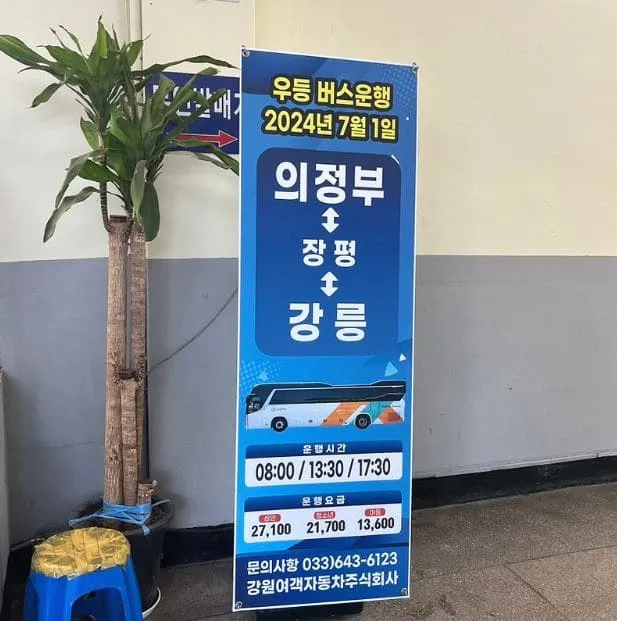 우등 버스운행
2024년 7월 1일
의정부
↕
장평
↕
강릉
운행시간
08:00 / 13:30 / 17:30
운행요금
성인 청소년 아동
27,100 21,700 13,600
문의사항 033)643-6123
강원여객자동차주식회사